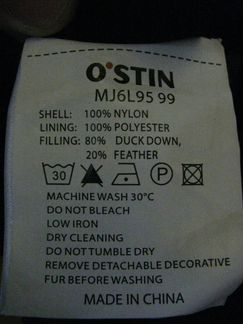 O'STIN
MJ6L95 99
SHELL: 100% NYLON
LINING: 100% POLYESTER
FILLING: 80% DUCK DOWN,
20% FEATHER
30 P
MACHINE WASH 30°C
DO NOT BLEACH
LOW IRON
DRY CLEANING
DO NOT TUMBLE DRY
REMOVE DETACHABLE DECORATIVE
FUR BEFORE WASHING
MADE IN CHINA